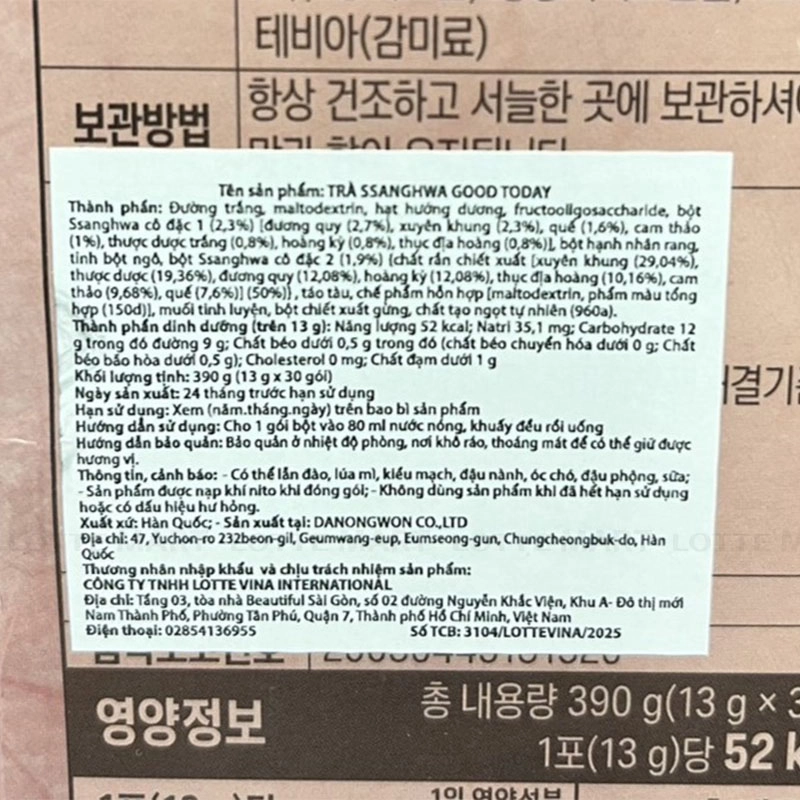 테비아(감미료)
보관방법
항상 건조하고 서늘한 곳에 보관하셔
Tên sản phẩm: TRÀ SSANGHWA GOOD TODAY
Thành phần: Đường trắng, maltodextrin, hạt hướng dương, fructooligosaccharide, bột
Ssanghwa cô đặc 1 (2,3%) [đương quy (2,7%), xuyên khung (2,3%), quế (1,6%), cam thảo
(1%), thược dược trắng (0,8%), hoàng kỳ (0,8%), thục địa hoàng (0,8%)], bột hạnh nhân rang,
tinh bột ngô, bột Ssanghwa cô đặc 2 (1,9%) {chất rắn chiết xuất [xuyên khung (29,04%),
thược dược (19,36%), đương quy (12,08%), hoàng kỳ (12,08%), thục địa hoàng (10,16%), cam
thảo (9,68%), quế (7,6%)] (50%)} , táo tàu, chế phẩm hỗn hợp [maltodextrin, phẩm màu tổng
hợp (150d)], muối tinh luyện, bột chiết xuất gừng, chất tạo ngọt tự nhiên (960a).
Thành phần dinh dưỡng (trên 13 g): Năng lượng 52 kcal; Natri 35,1 mg; Carbohydrate 12
g trong đó đường 9 g; Chất béo dưới 0,5 g trong đó (chất béo chuyển hóa dưới 0 g; Chất
béo bão hòa dưới 0,5 g); Cholesterol 0 mg; Chất đạm dưới 1 g
Khối lượng tịnh: 390 g (13 g x 30 gói)
Ngày sản xuất: 24 tháng trước hạn sử dụng
Hạn sử dụng: Xem (năm.tháng.ngày) trên bao bì sản phẩm
Hướng dẫn sử dụng: Cho 1 gói bột vào 80 ml nước nóng, khuấy đều rồi uống
Hướng dẫn bảo quản: Bảo quản ở nhiệt độ phòng, nơi khô ráo, thoáng mát để có thể giữ được
hương vị.
Thông tin, cảnh báo: - Có thể lẫn đào, lúa mì, kiều mạch, đậu nành, óc chó, đậu phộng, sữa;
- Sản phẩm được nạp khí nito khi đóng gói; - Không dùng sản phẩm khi đã hết hạn sử dụng
hoặc có dấu hiệu hư hỏng.
Xuất xứ: Hàn Quốc; - Sản xuất tại: DANONGWON CO.,LTD
Địa chỉ: 47, Yuchon-ro 232beon-gil, Geumwang-eup, Eumseong-gun, Chungcheongbuk-do, Hàn
Quốc
Thương nhân nhập khẩu và chịu trách nhiệm sản phẩm:
CÔNG TY TNHH LOTTE VINA INTERNATIONAL
Địa chỉ: Tầng 03, tòa nhà Beautiful Sài Gòn, số 02 đường Nguyễn Khắc Viện, Khu A- Đô thị mới
Nam Thành Phố, Phường Tân Phú, Quận 7, Thành phố Hồ Chí Minh, Việt Nam
Điện thoại: 02854136955 Số TCB: 3104/LOTTEVINA/2025
결기
LOTTE MART LOTTE MART
영양정보
총 내용량 390 g(13 g × 3
1포(13 g)당 52 k